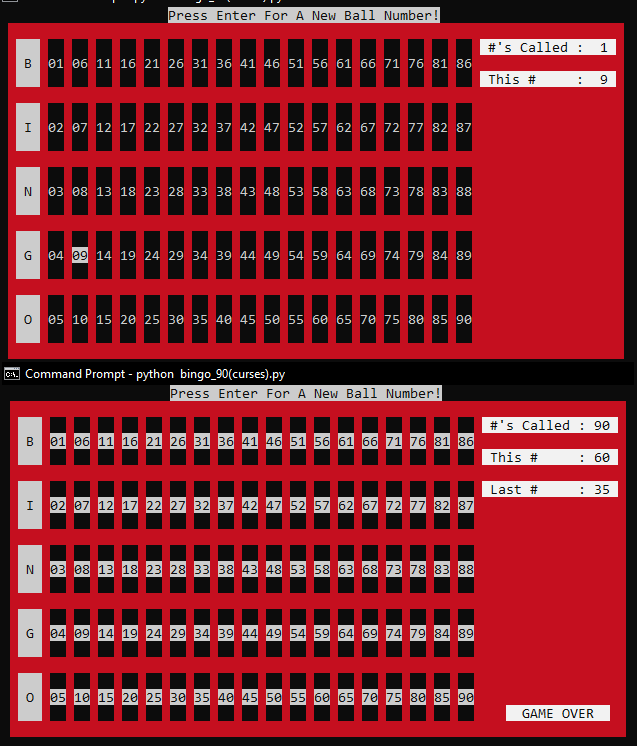 Press Enter For A New Ball Number!
B 01 06 11 16 21 26 31 36 41 46 51 56 61 66 71 76 81 86
#'s Called : 1
This # : 9
I 02 07 12 17 22 27 32 37 42 47 52 57 62 67 72 77 82 87
N 03 08 13 18 23 28 33 38 43 48 53 58 63 68 73 78 83 88
G 04 09 14 19 24 29 34 39 44 49 54 59 64 69 74 79 84 89
O 05 10 15 20 25 30 35 40 45 50 55 60 65 70 75 80 85 90
Command Prompt - python bingo_90(curses).py
Press Enter For A New Ball Number!
B 01 06 11 16 21 26 31 36 41 46 51 56 61 66 71 76 81 86
#'s Called : 90
This # : 60
I 02 07 12 17 22 27 32 37 42 47 52 57 62 67 72 77 82 87
Last # : 35
N 03 08 13 18 23 28 33 38 43 48 53 58 63 68 73 78 83 88
G 04 09 14 19 24 29 34 39 44 49 54 59 64 69 74 79 84 89
O 05 10 15 20 25 30 35 40 45 50 55 60 65 70 75 80 85 90
GAME OVER